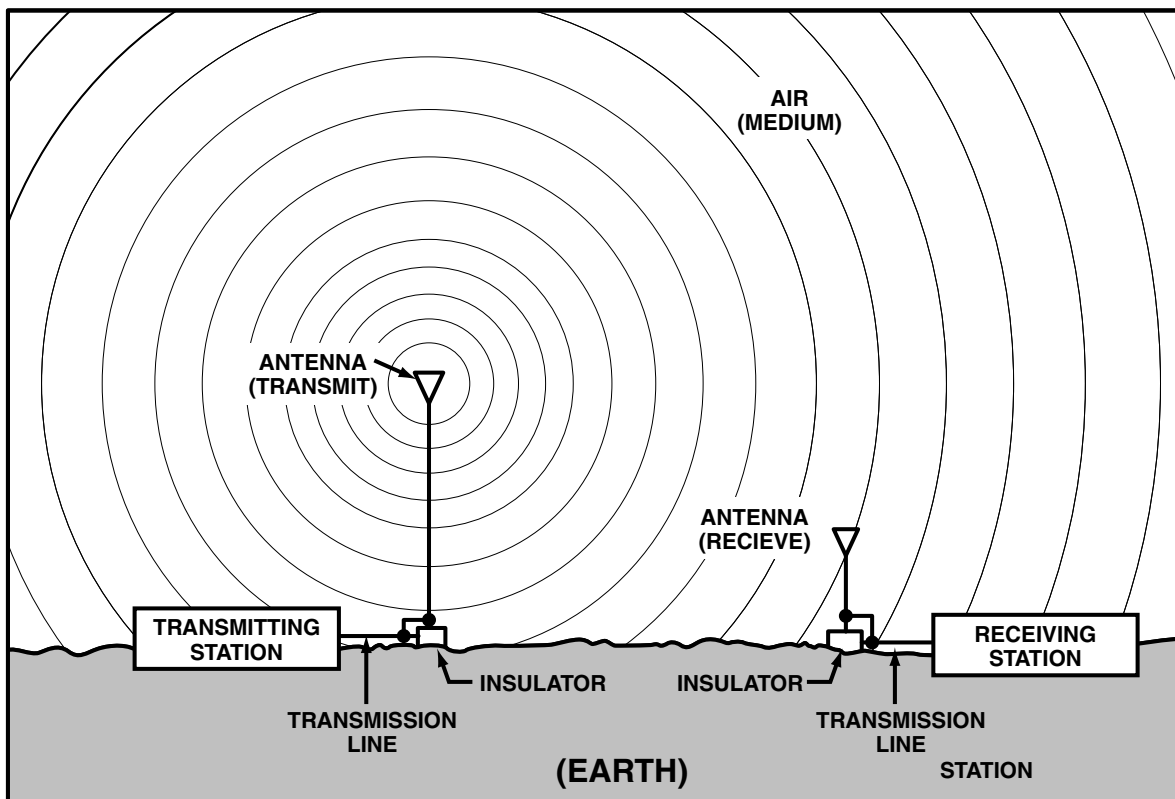 AIR
(MEDIUM)
ANTENNA
(TRANSMIT)
ANTENNA
(RECIEVE)
TRANSMITTING
STATION
RECEIVING
STATION
INSULATOR
INSULATOR
TRANSMISSION
LINE
TRANSMISSION
LINE
(EARTH)
STATION